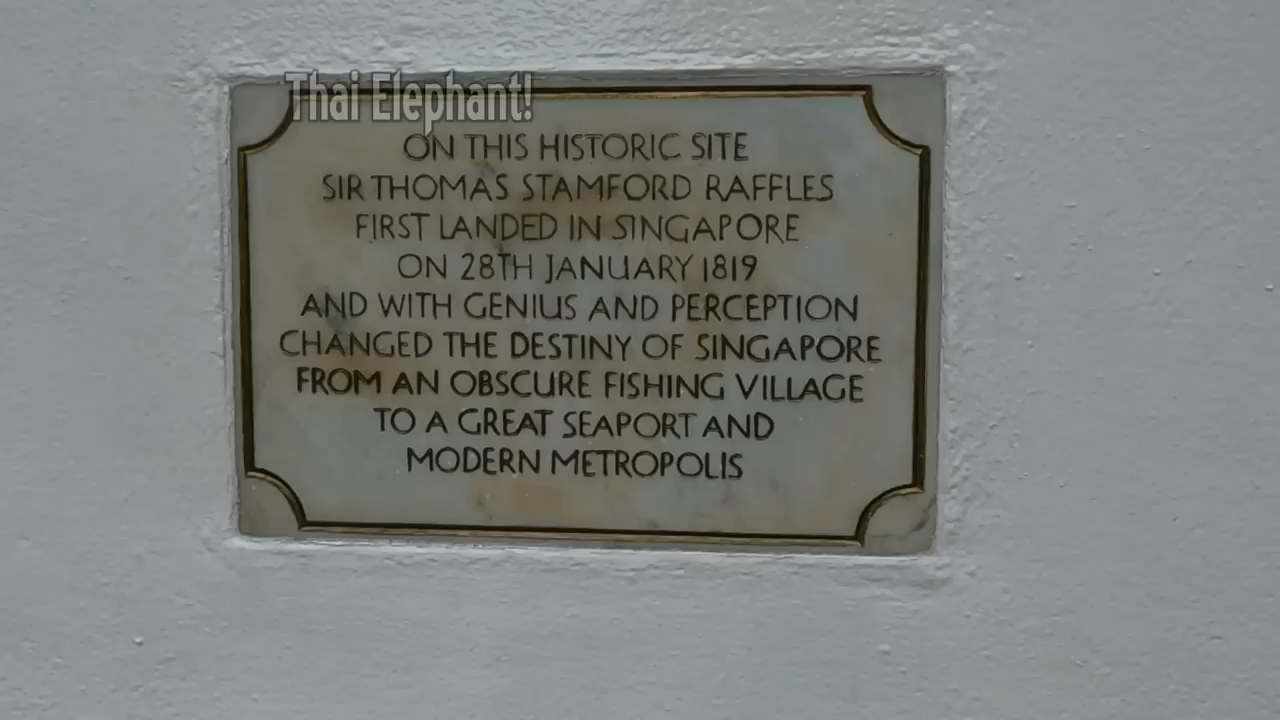 Thai Elephant!
ON THIS HISTORIC SITE
SIR THOMAS STAMFORD RAFFLES
FIRST LANDED IN SINGAPORE
ON 28TH JANUARY 1819
AND WITH GENIUS AND PERCEPTION
CHANGED THE DESTINY OF SINGAPORE
FROM AN OBSCURE FISHING VILLAGE
TO A GREAT SEAPORT AND
MODERN METROPOLIS